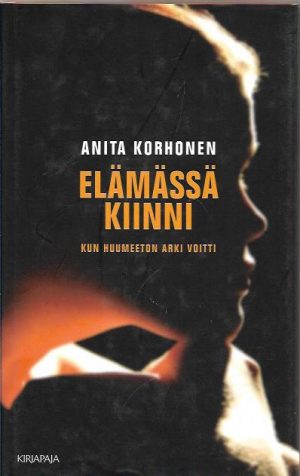 ANITA KORHONEN
ELÄMÄSSÄ
KIINNI
KUN HUUMEETON ARKI VOITTI
KIRJAPAJA